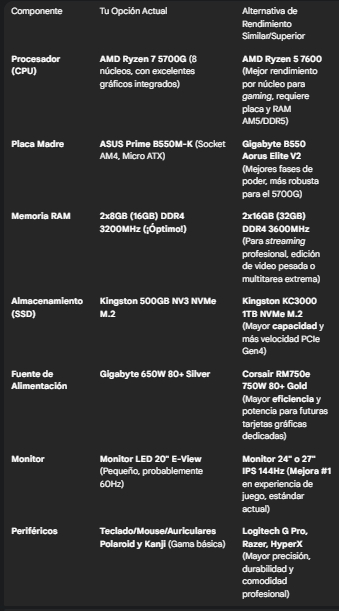 Componente
Tu Opción Actual
Alternativa de
Rendimiento
Similar/Superior
Procesador
(CPU)
AMD Ryzen 7 5700G (8
núcleos, con excelentes
gráficos integrados)
AMD Ryzen 5 7600
(Mejor rendimiento
por núcleo para
gaming, requiere
placa y RAM
AM5/DDR5)
Placa Madre
ASUS Prime B550M-K (Socket
AM4, Micro ATX)
Gigabyte B550
Aorus Elite V2
(Mejores fases de
poder, más robusta
para el 5700G)
Memoria RAM
2x8GB (16GB) DDR4
3200MHz (¡Óptimo!)
2x16GB (32GB)
DDR4 3600MHz
(Para streaming
profesional, edición
de video pesada o
multitarea extrema)
Almacenamiento
(SSD)
Kingston 500GB NV3 NVMe
M.2
Kingston KC3000
1TB NVMe M.2
(Mayor capacidad y
más velocidad PCIe
Gen4)
Fuente de
Alimentación
Gigabyte 650W 80+ Silver
Corsair RM750e
750W 80+ Gold
(Mayor eficiencia y
potencia para futuras
tarjetas gráficas
dedicadas)
Monitor
Monitor LED 20" E-View
(Pequeño, probablemente
60Hz)
Monitor 24" o 27"
IPS 144Hz (Mejora #1
en experiencia de
juego, estándar
actual)
Periféricos
Teclado/Mouse/Auriculares
Polaroid y Kanji (Gama básica)
Logitech G Pro,
Razer, HyperX
(Mayor precisión,
durabilidad y
comodidad
profesional)